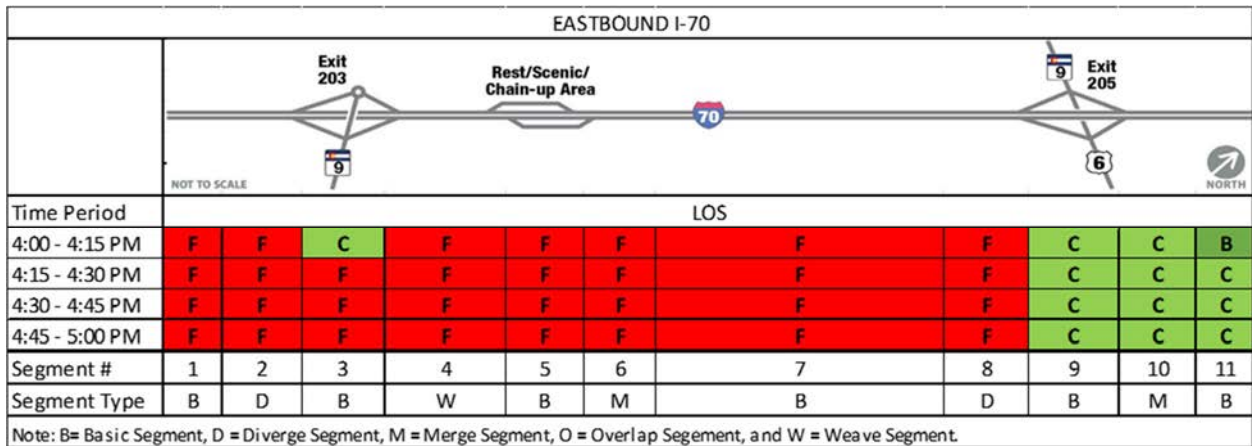 EASTBOUND I-70
Exit
203
Rest/Scenic/
Chain-up Area
9
Exit
205
70
9
6
NOT TO SCALE
NORTH
Time Period LOS
4:00 - 4:15 PM F F C F F F F F C C B
4:15 - 4:30 PM F F F F F F F F C C C
4:30 - 4:45 PM F F F F F F F F C C C
4:45 - 5:00 PM F F F F F F F F C C C
Segment # 1 2 3 4 5 6 7 8 9 10 11
Segment Type B D B W B M B D B M B
Note: B= Basic Segment, D = Diverge Segment, M = Merge Segment, O = Overlap Segement, and W = Weave Segment.